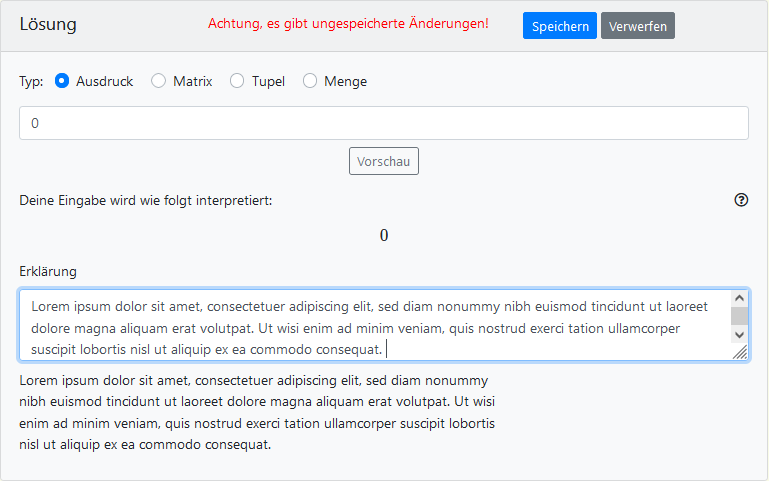 Lösung Achtung, es gibt ungespeicherte Änderungen! Speichern Verwerfen
Typ: Ausdruck Matrix Tupel Menge
0
Vorschau
Deine Eingabe wird wie folgt interpretiert:
0
Erklärung
Lorem ipsum dolor sit amet, consectetuer adipiscing elit, sed diam nonummy nibh euismod tincidunt ut laoreet
dolore magna aliquam erat volutpat. Ut wisi enim ad minim veniam, quis nostrud exerci tation ullamcorper
suscipit lobortis nisl ut aliquip ex ea commodo consequat.
Lorem ipsum dolor sit amet, consectetuer adipiscing elit, sed diam nonummy
nibh euismod tincidunt ut laoreet dolore magna aliquam erat volutpat. Ut wisi
enim ad minim veniam, quis nostrud exerci tation ullamcorper suscipit lobortis
nisl ut aliquip ex ea commodo consequat.